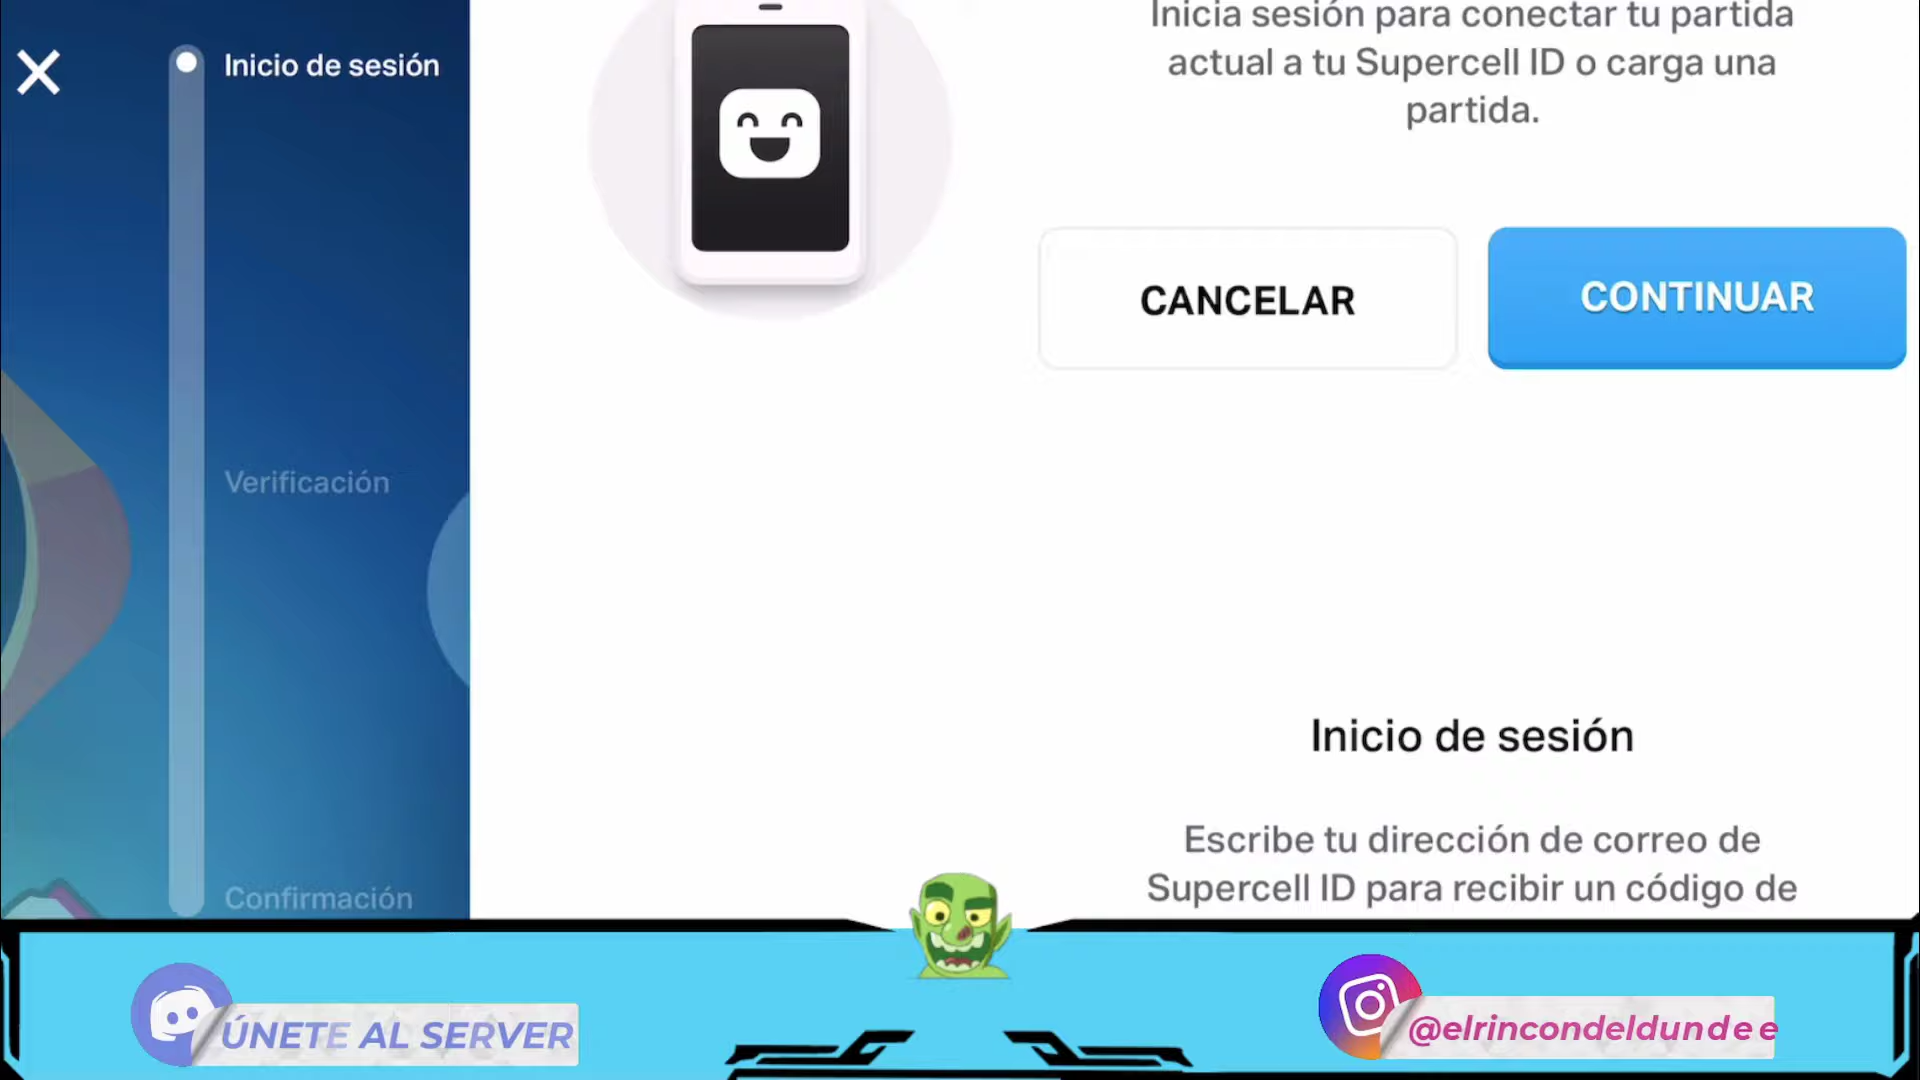 Inicio de sesión
Verificación
Confirmación
Inicia sesión para conectar tu partida
actual a tu Supercell ID o carga una
partida.
CANCELAR
CONTINUAR
Inicio de sesión
Escribe tu dirección de correo de
Supercell ID para recibir un código de
ÚNETE AL SERVER
@elrincondeldundee